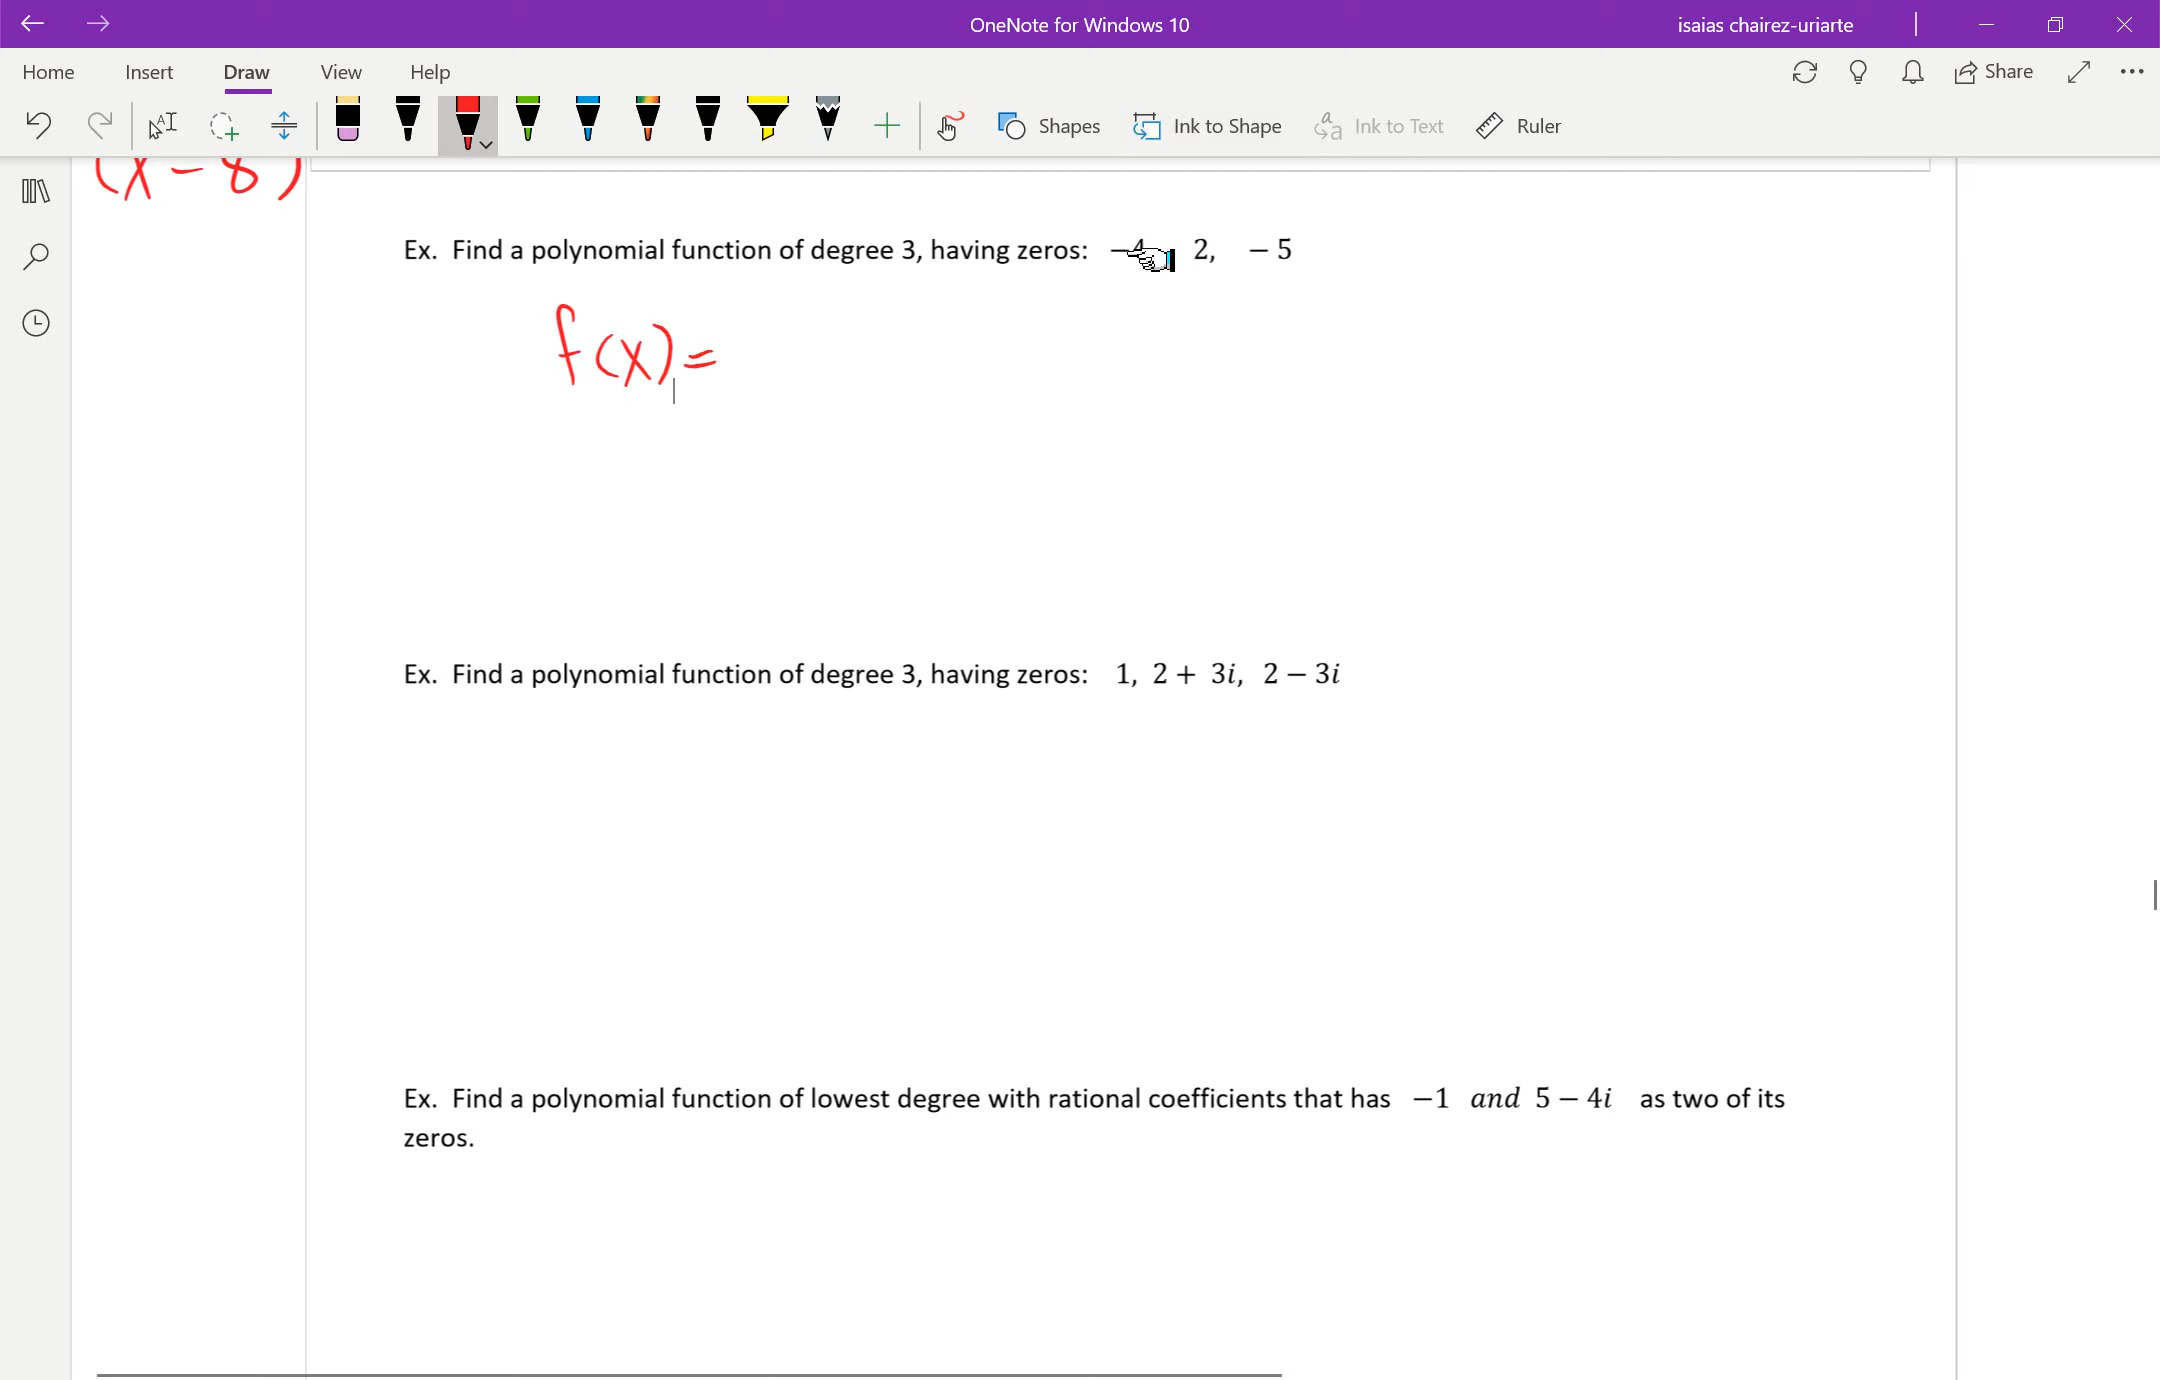 OneNote for Windows 10
isaias chairez-uriarte
Home Insert Draw View Help
Share
Shapes Ink to Shape Ink to Text Ruler
(x - 8)
Ex. Find a polynomial function of degree 3, having zeros: −4 2, − 5
f(x)=
Ex. Find a polynomial function of degree 3, having zeros: 1, 2 + 3i, 2 − 3i
Ex. Find a polynomial function of lowest degree with rational coefficients that has −1 and 5 − 4i as two of its
zeros.